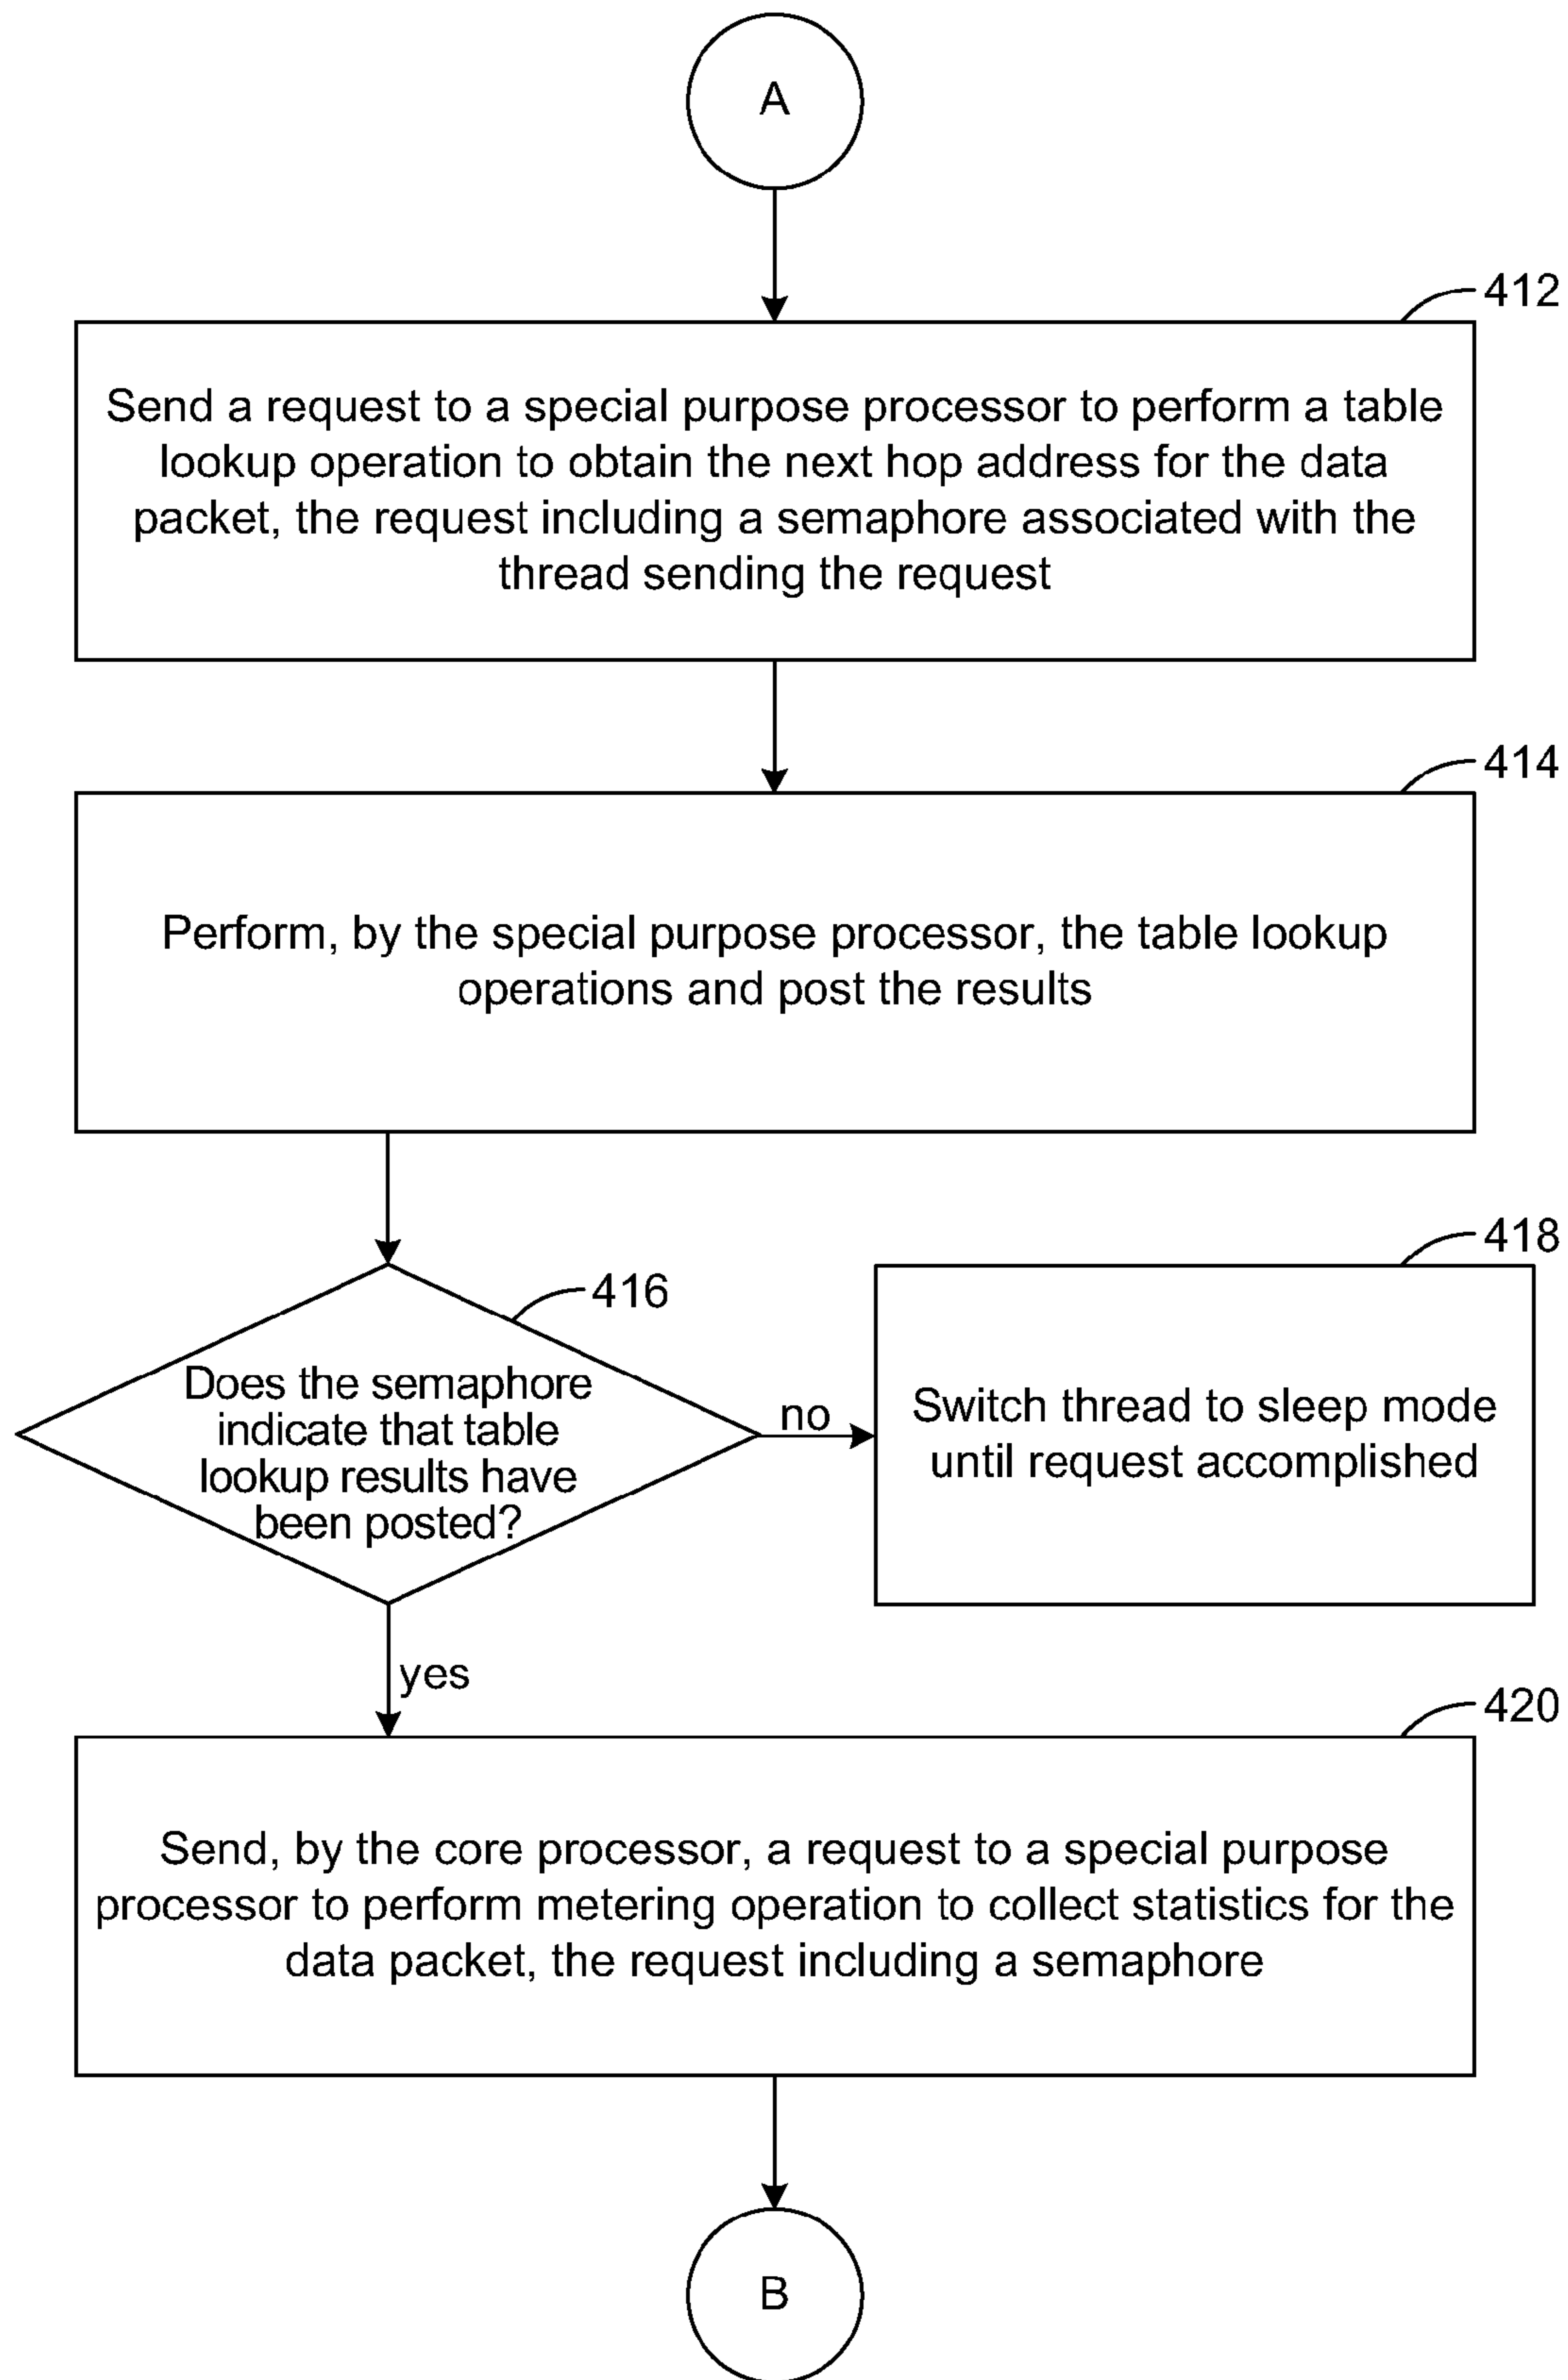 A
412
Send a request to a special purpose processor to perform a table
lookup operation to obtain the next hop address for the data
packet, the request including a semaphore associated with the
thread sending the request
414
Perform, by the special purpose processor, the table lookup
operations and post the results
416
Does the semaphore
indicate that table
lookup results have
been posted?
no
418
Switch thread to sleep mode
until request accomplished
yes
420
Send, by the core processor, a request to a special purpose
processor to perform metering operation to collect statistics for the
data packet, the request including a semaphore
B